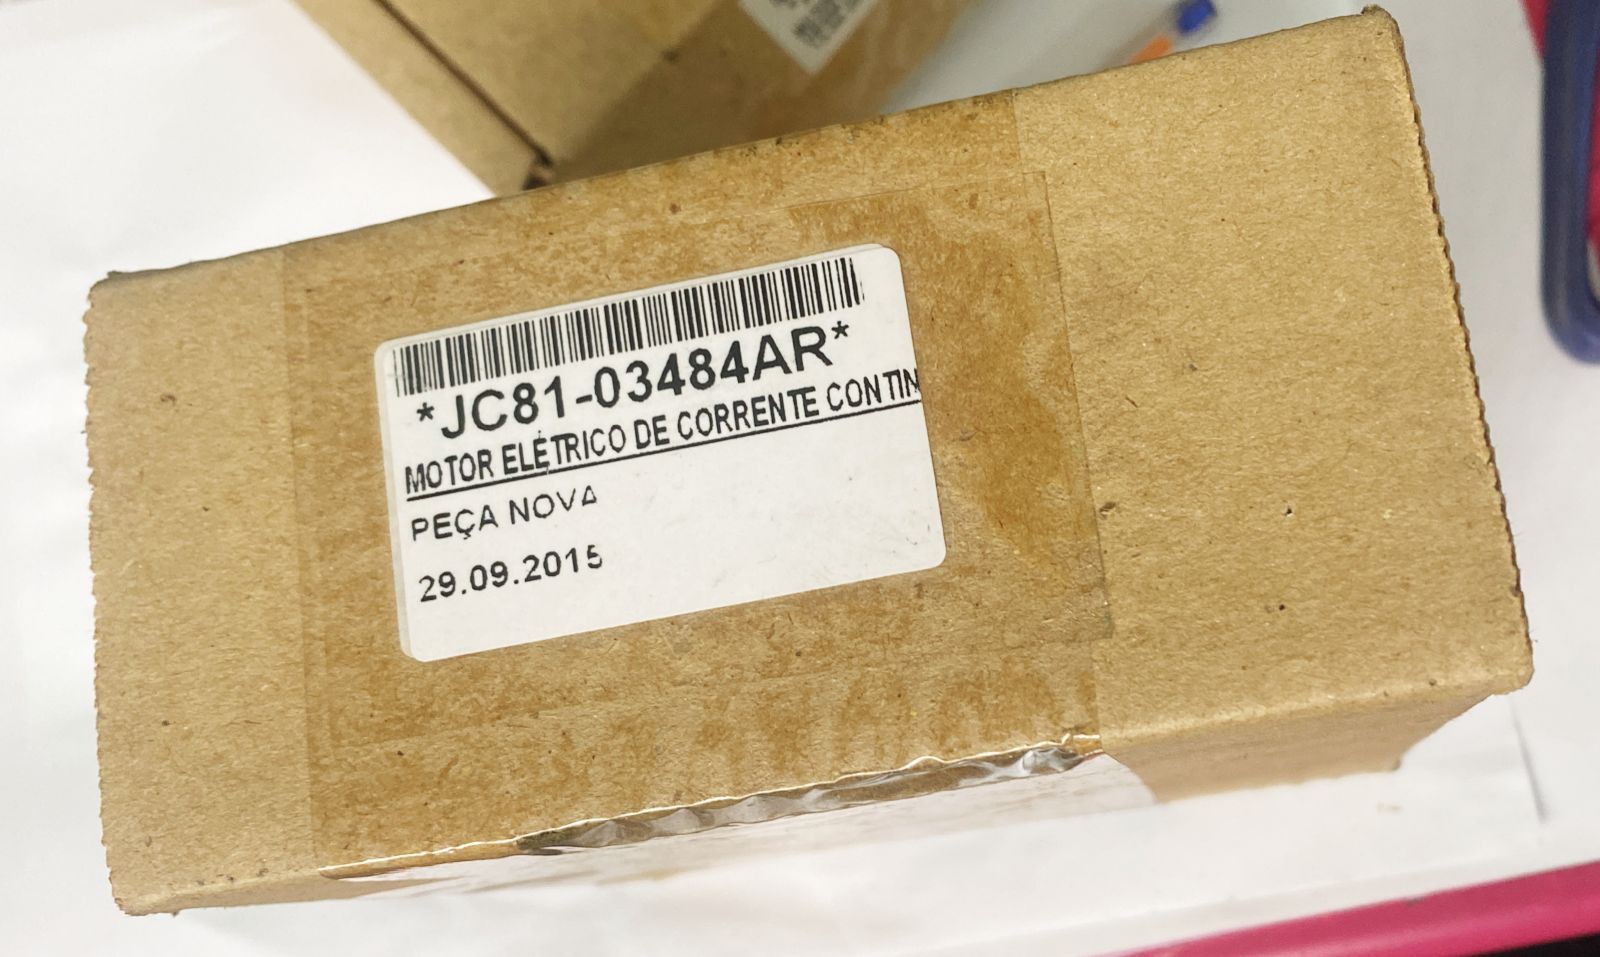 *JC81-03484AR*
MOTOR ELÉTRICO DE CORRENTE CONTIN
PEÇA NOVA
29.09.2015